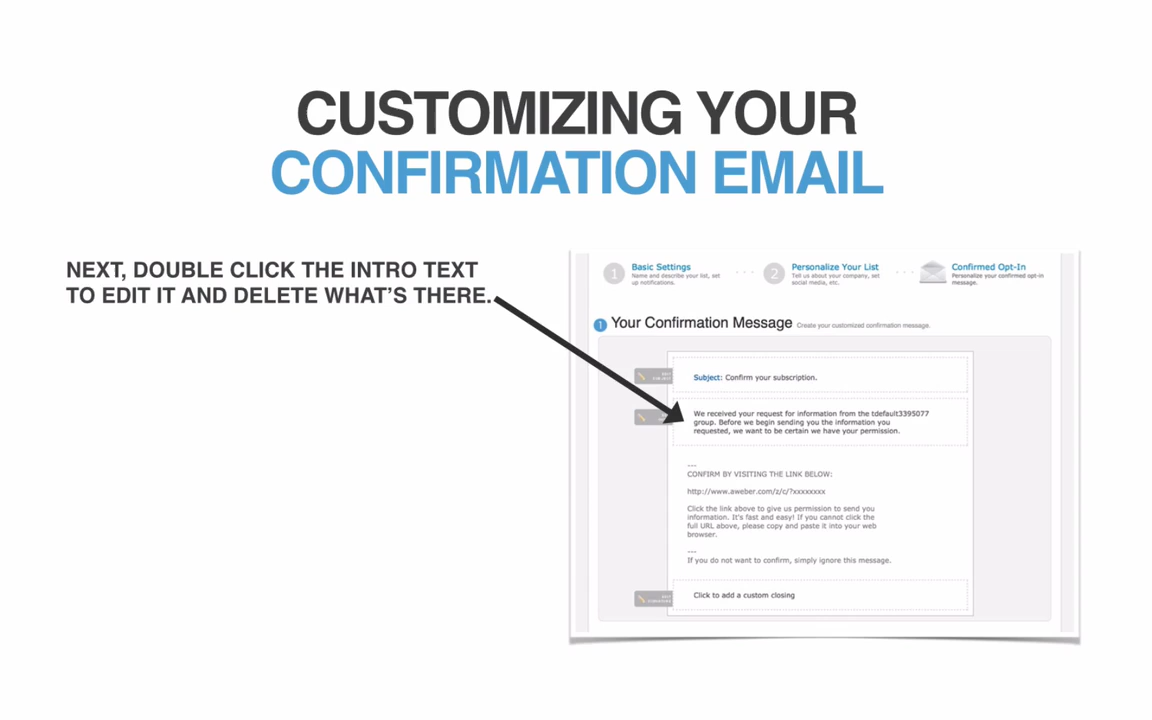 CUSTOMIZING YOUR
CONFIRMATION EMAIL
NEXT, DOUBLE CLICK THE INTRO TEXT
TO EDIT IT AND DELETE WHAT'S THERE.
1 Basic Settings
Name and describe your list, set
up notifications.
2 Personalize Your List
Tell us about your company, set
social media, etc.
Confirmed Opt-In
Personalize your confirmed opt-in
message.
1 Your Confirmation Message Create your customized confirmation message.
EDIT
SUBJECT
Subject: Confirm your subscription.
We received your request for information from the tdefault3395077
group. Before we begin sending you the information you
requested, we want to be certain we have your permission.
---
CONFIRM BY VISITING THE LINK BELOW:
http://www.aweber.com/z/c/?xxxxxxxx
Click the link above to give us permission to send you
information. It's fast and easy! If you cannot click the
full URL above, please copy and paste it into your web
browser.
---
If you do not want to confirm, simply ignore this message.
EDIT
Click to add a custom closing